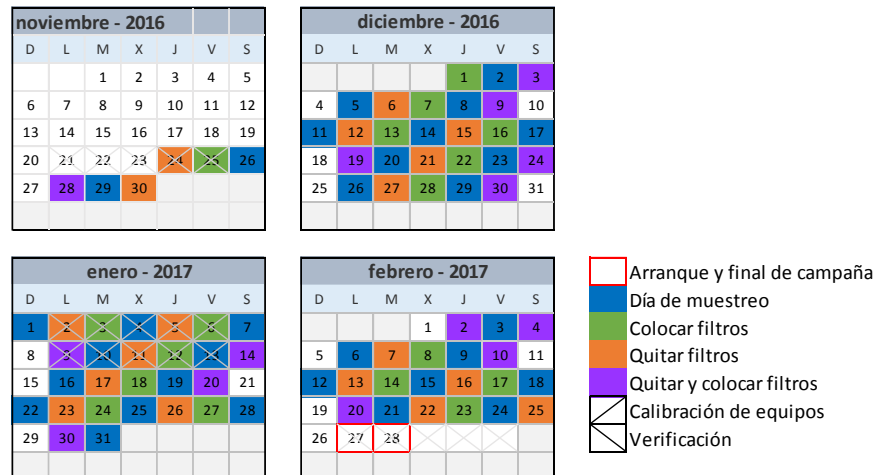 noviembre - 2016
D L M X J V S
1 2 3 4 5
6 7 8 9 10 11 12
13 14 15 16 17 18 19
20 21 22 23 24 25 26
27 28 29 30
diciembre - 2016
D L M X J V S
1 2 3
4 5 6 7 8 9 10
11 12 13 14 15 16 17
18 19 20 21 22 23 24
25 26 27 28 29 30 31
enero - 2017
D L M X J V S
1 2 3 4 5 6 7
8 9 10 11 12 13 14
15 16 17 18 19 20 21
22 23 24 25 26 27 28
29 30 31
febrero - 2017
D L M X J V S
1 2 3 4
5 6 7 8 9 10 11
12 13 14 15 16 17 18
19 20 21 22 23 24 25
26 27 28
Arranque y final de campaña
Día de muestreo
Colocar filtros
Quitar filtros
Quitar y colocar filtros
Calibración de equipos
Verificación